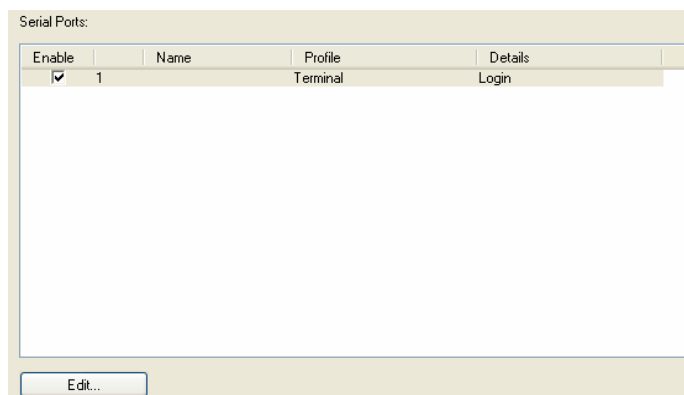 Serial Ports:
Enable Name Profile Details
1 Terminal Login
Edit...